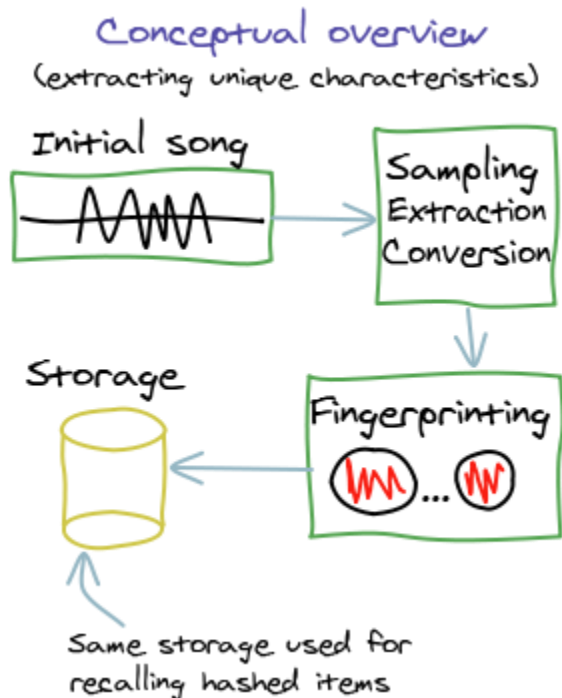 Conceptual overview
(extracting unique characteristics)
Initial song
Sampling
Extraction
Conversion
Storage
Fingerprinting
...
Same storage used for
recalling hashed items